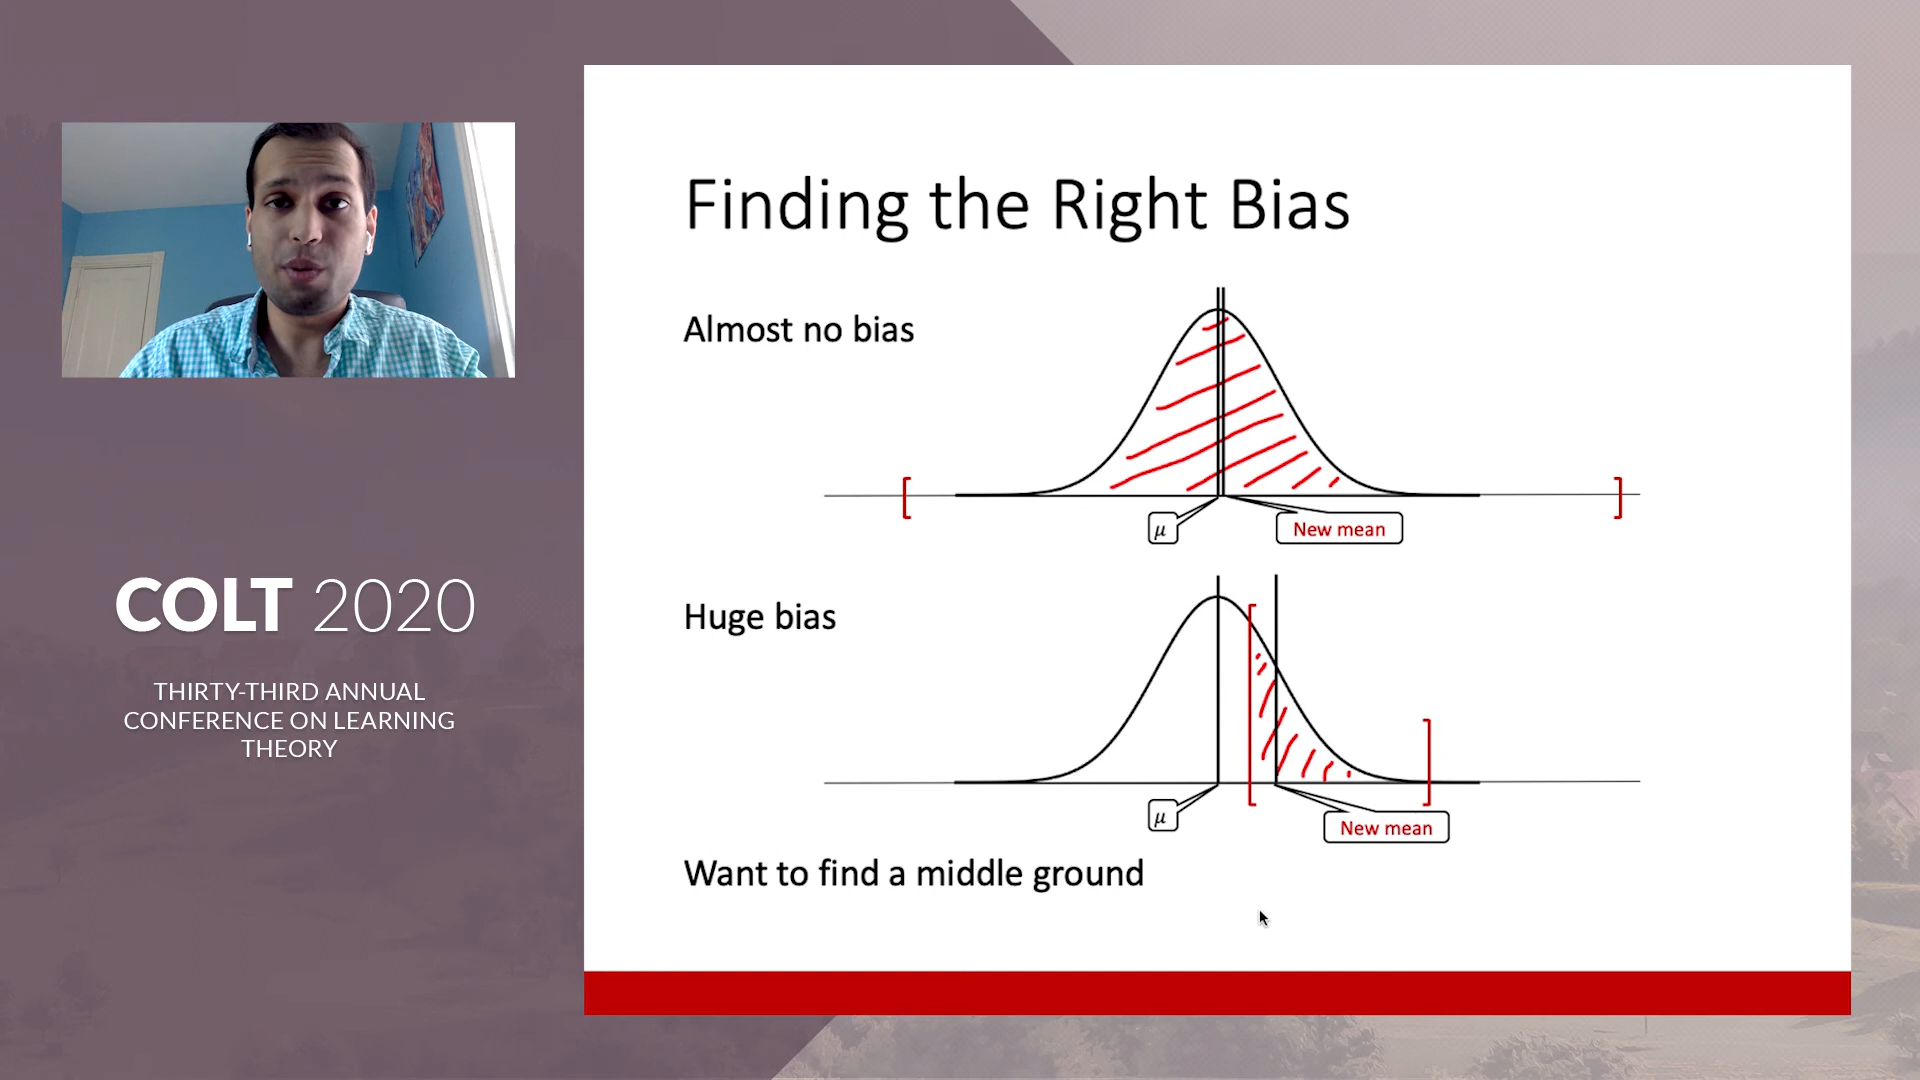 COLT 2020
THIRTY-THIRD ANNUAL
CONFERENCE ON LEARNING
THEORY
Finding the Right Bias
Almost no bias
[ ]
μ
New mean
Huge bias
[ ]
μ
New mean
Want to find a middle ground